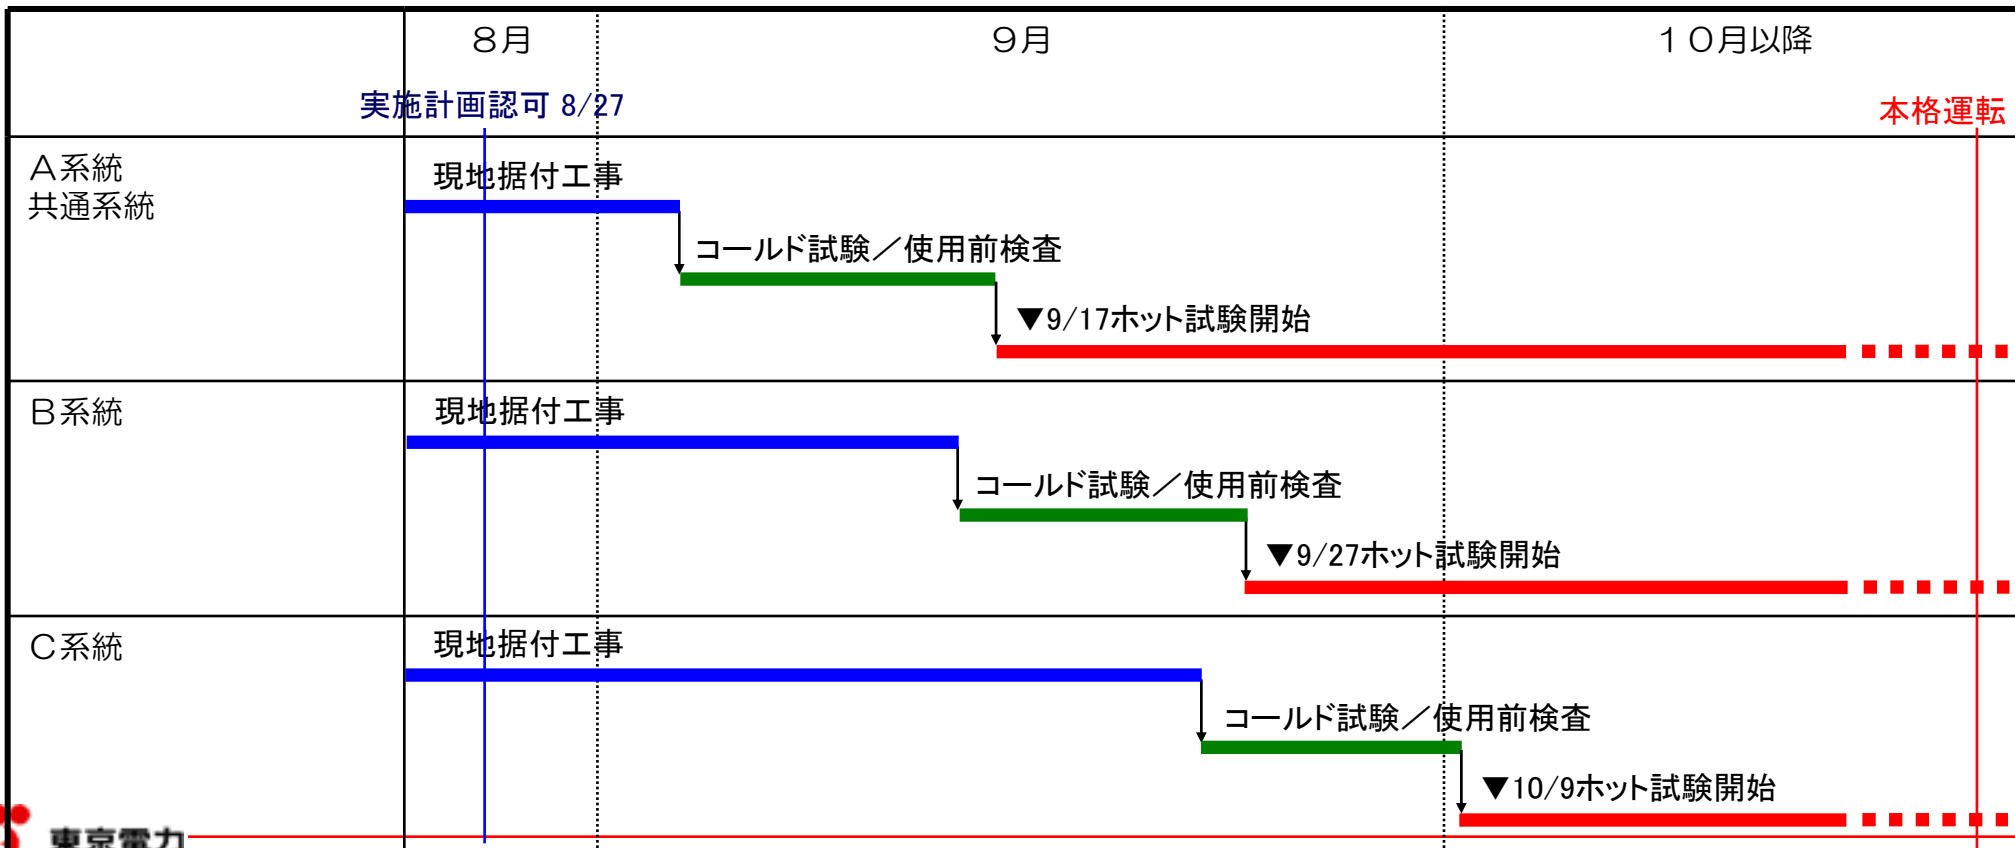 8月
9月
10月以降
実施計画認可 8/27
本格運転
A系統
共通系統
現地据付工事
コールド試験/使用前検査
▼9/17ホット試験開始
B系統
現地据付工事
コールド試験/使用前検査
▼9/27ホット試験開始
C系統
現地据付工事
コールド試験/使用前検査
▼10/9ホット試験開始
東京電力